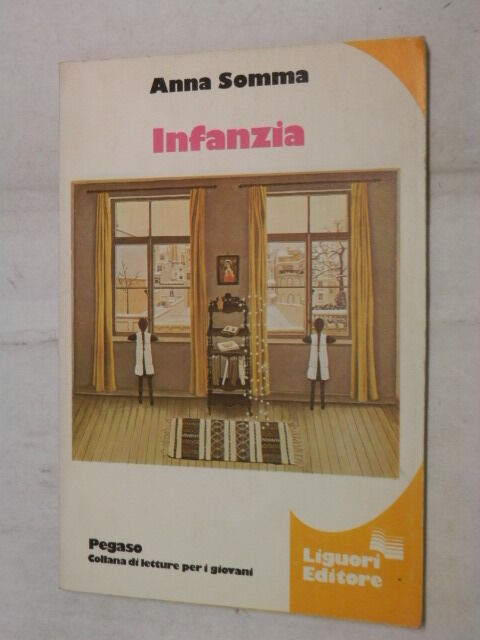 Anna Somma
Infanzia
Pegaso
Collana di letture per i giovani
Liguori
Editore